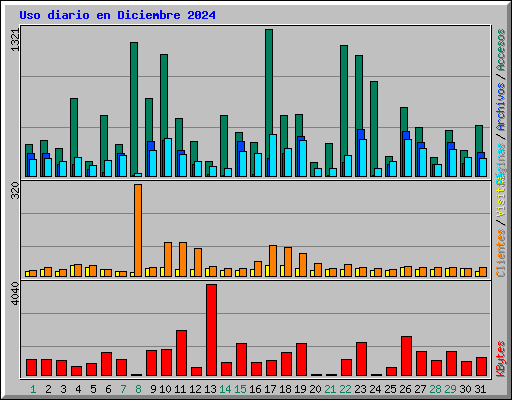 Uso diario en Diciembre 2024
1321
320
4040
Accesos / Archivos / Páginas
Visitas / Clientes
KBytes
1 2 3 4 5 6 7 8 9 10 11 12 13 14 15 16 17 18 19 20 21 22 23 24 25 26 27 28 29 30 31